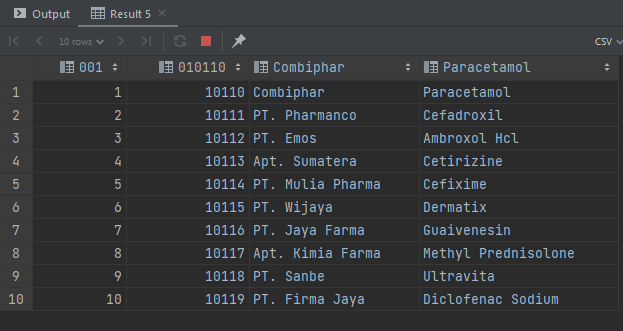 Output Result 5
10 rows CSV
001 010110 Combiphar Paracetamol
1 1 10110 Combiphar Paracetamol
2 2 10111 PT. Pharmanco Cefadroxil
3 3 10112 PT. Emos Ambroxol Hcl
4 4 10113 Apt. Sumatera Cetirizine
5 5 10114 PT. Mulia Pharma Cefixime
6 6 10115 PT. Wijaya Dermatix
7 7 10116 PT. Jaya Farma Guaivenesin
8 8 10117 Apt. Kimia Farma Methyl Prednisolone
9 9 10118 PT. Sanbe Ultravita
10 10 10119 PT. Firma Jaya Diclofenac Sodium